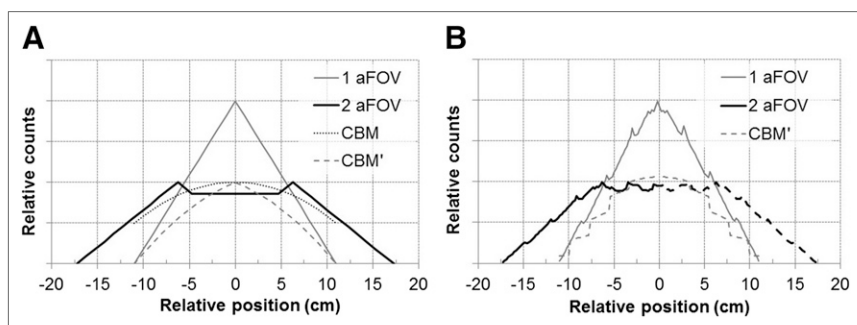 A
Relative counts
1 aFOV
2 aFOV
CBM
CBM'
-20 -15 -10 -5 0 5 10 15 20
Relative position (cm)
B
Relative counts
1 aFOV
2 aFOV
CBM'
-20 -15 -10 -5 0 5 10 15 20
Relative position (cm)